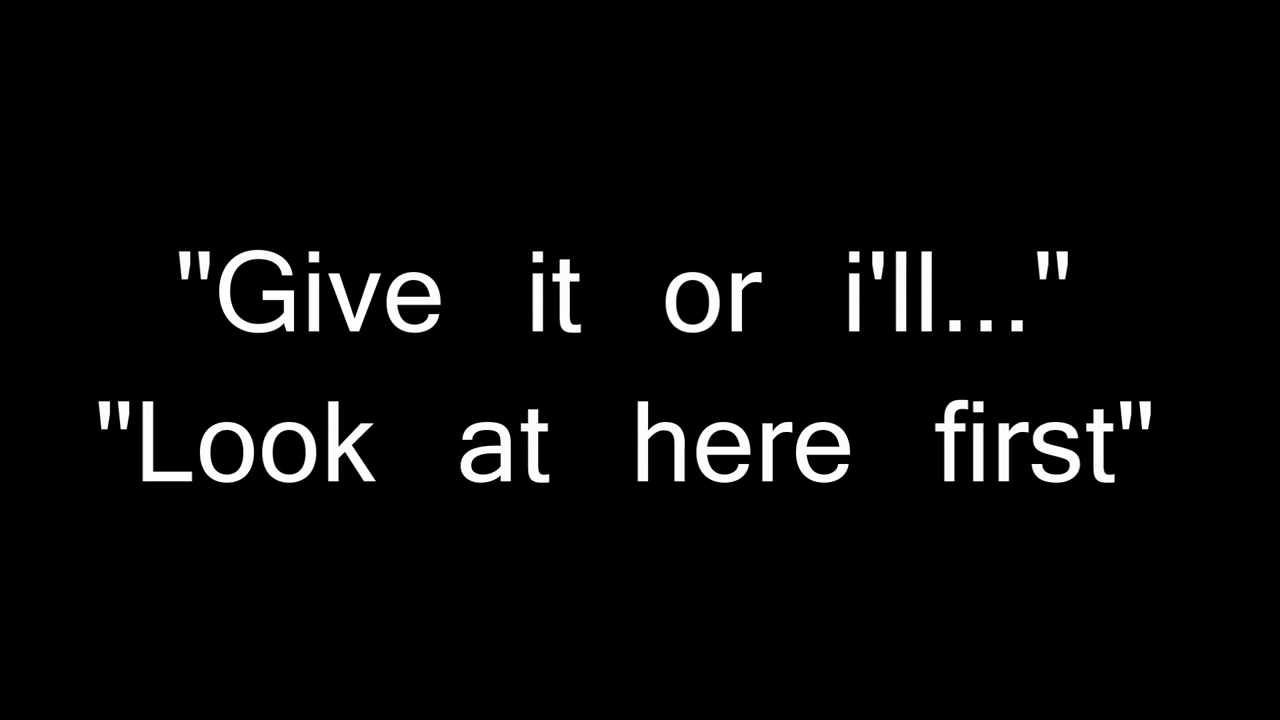 "Give it or i'll..."
"Look at here first"